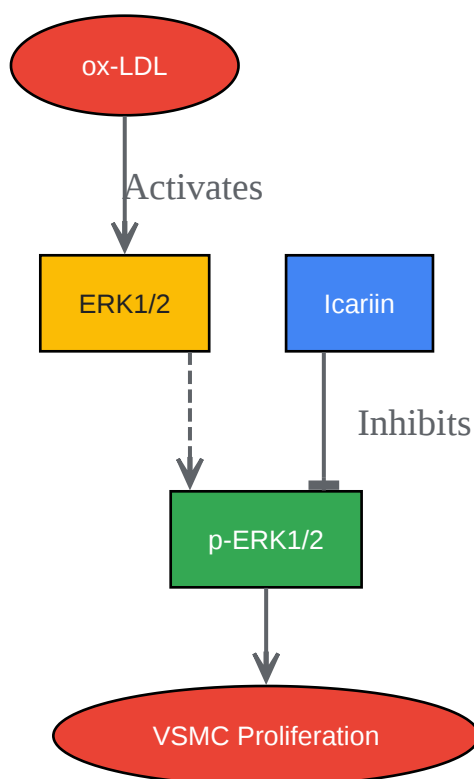 ox-LDL
Activates
ERK1/2
Icariin
Inhibits
p-ERK1/2
VSMC Proliferation